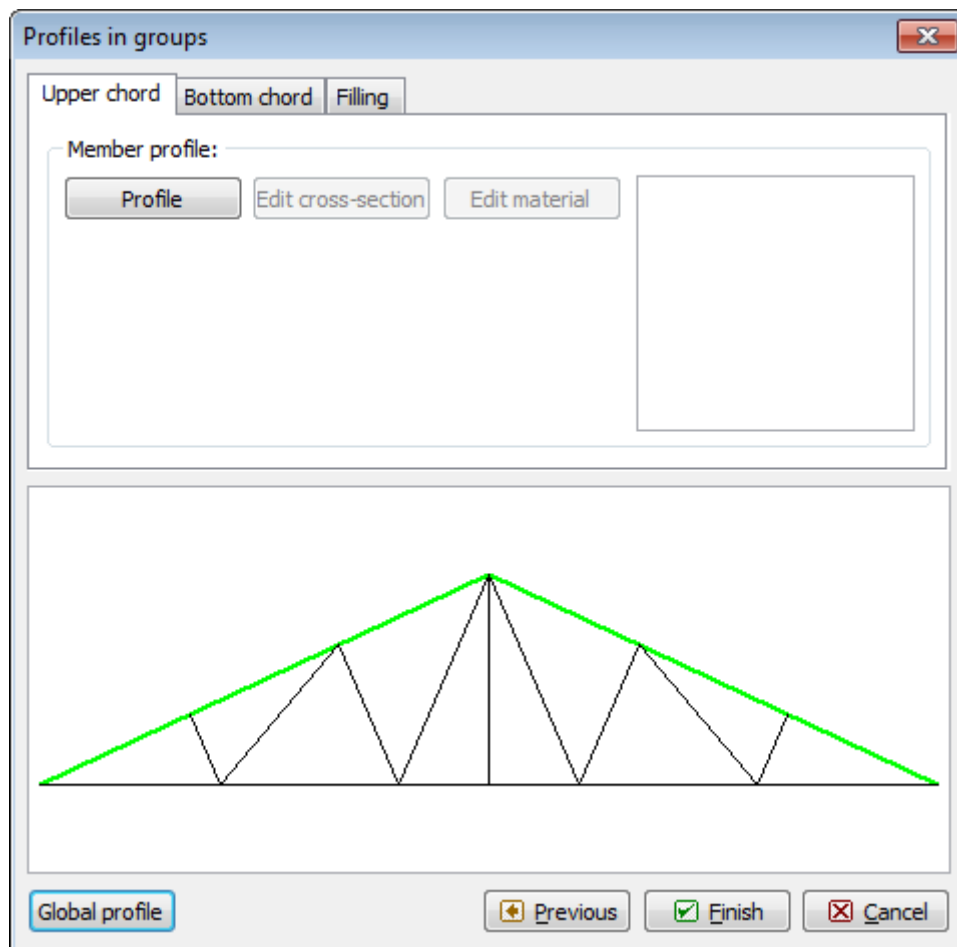 Profiles in groups
Upper chord Bottom chord Filling
Member profile:
Profile Edit cross-section Edit material
Global profile Previous Finish Cancel